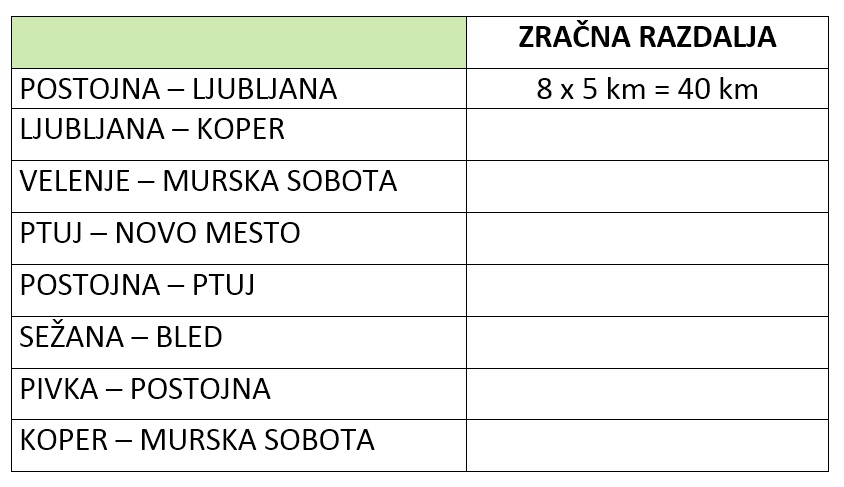 ZRAČNA RAZDALJA
POSTOJNA – LJUBLJANA 8 x 5 km = 40 km
LJUBLJANA – KOPER
VELENJE – MURSKA SOBOTA
PTUJ – NOVO MESTO
POSTOJNA – PTUJ
SEŽANA – BLED
PIVKA – POSTOJNA
KOPER – MURSKA SOBOTA